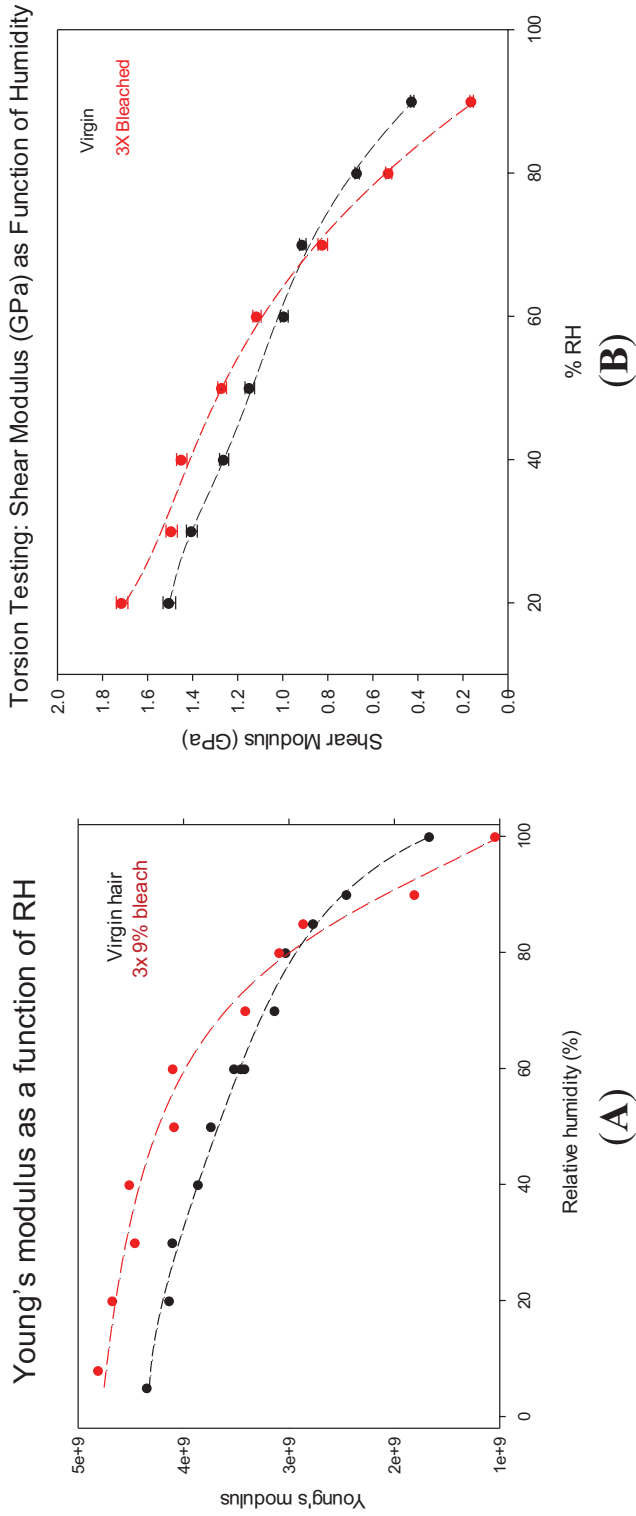 Young's modulus as a function of RH
Virgin hair
3x 9% bleach
5e+9
4e+9
3e+9
2e+9
1e+9
Young's modulus
0
20
40
60
80
100
Relative humidity (%)
(A)
Torsion Testing: Shear Modulus (GPa) as Function of Humidity
Virgin
3X Bleached
2.0
1.8
1.6
1.4
1.2
1.0
0.8
0.6
0.4
0.2
0.0
Shear Modulus (GPa)
20
40
60
80
100
% RH
(B)